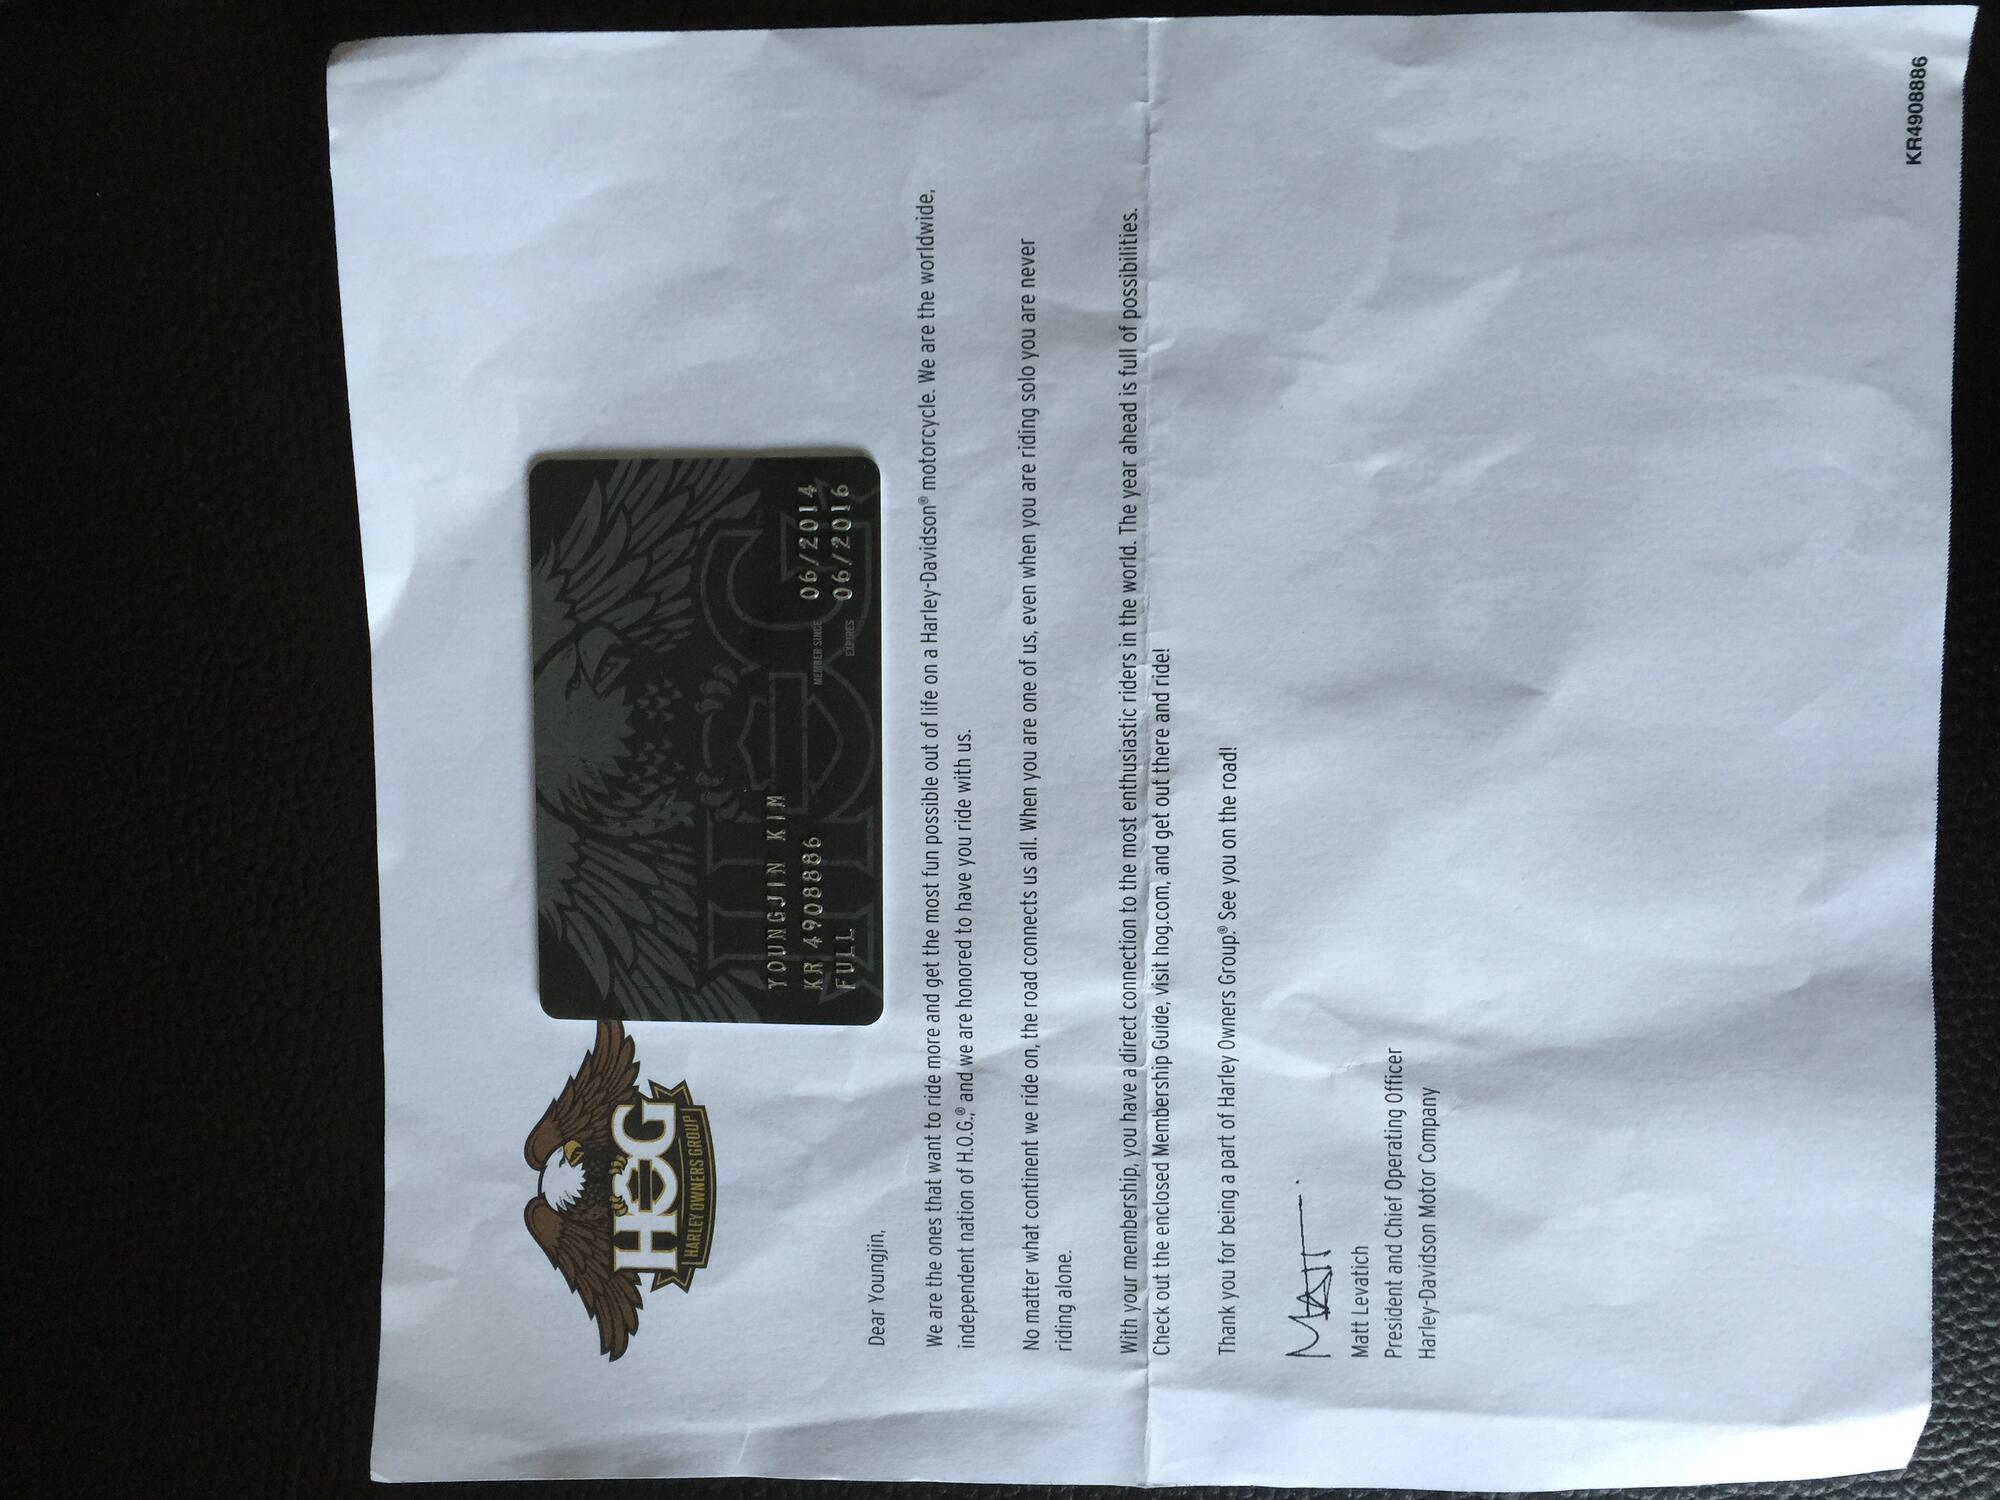 HOG
HARLEY OWNERS GROUP
YOUNGJIN KIM
KR 4908886
FULL
MEMBER SINCE 06/2014
EXPIRES 06/2016
Dear Youngjin,
We are the ones that want to ride more and get the most fun possible out of life on a Harley-Davidson® motorcycle. We are the worldwide,
independent nation of H.O.G.,® and we are honored to have you ride with us.
No matter what continent we ride on, the road connects us all. When you are one of us, even when you are riding solo you are never
riding alone.
With your membership, you have a direct connection to the most enthusiastic riders in the world. The year ahead is full of possibilities.
Check out the enclosed Membership Guide, visit hog.com, and get out there and ride!
Thank you for being a part of Harley Owners Group.® See you on the road!
MATT
Matt Levatich
President and Chief Operating Officer
Harley-Davidson Motor Company
KR4908886